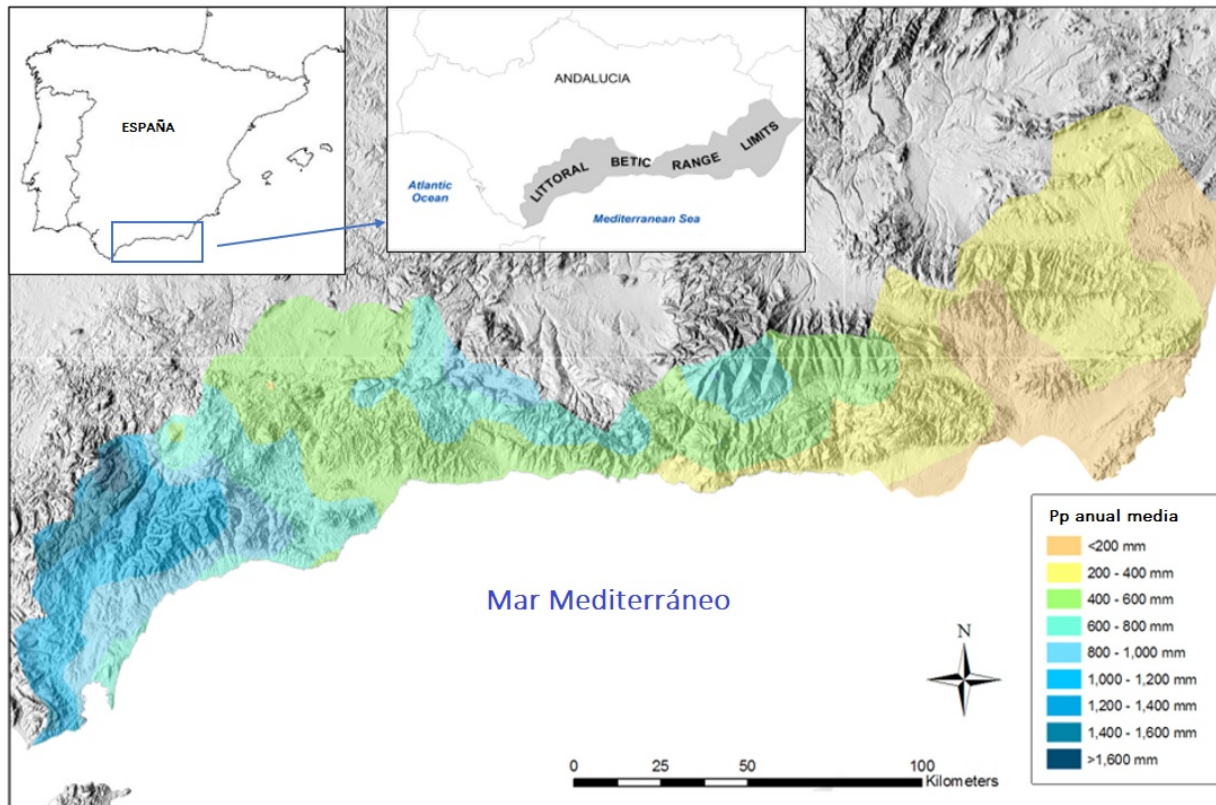 ESPAÑA
ANDALUCIA
LITTORAL BETIC RANGE LIMITS
Atlantic
Ocean
Mediterranean Sea
Mar Mediterráneo
N
0 25 50 100
Kilometers
Pp anual media
<200 mm
200 - 400 mm
400 - 600 mm
600 - 800 mm
800 - 1,000 mm
1,000 - 1,200 mm
1,200 - 1,400 mm
1,400 - 1,600 mm
>1,600 mm